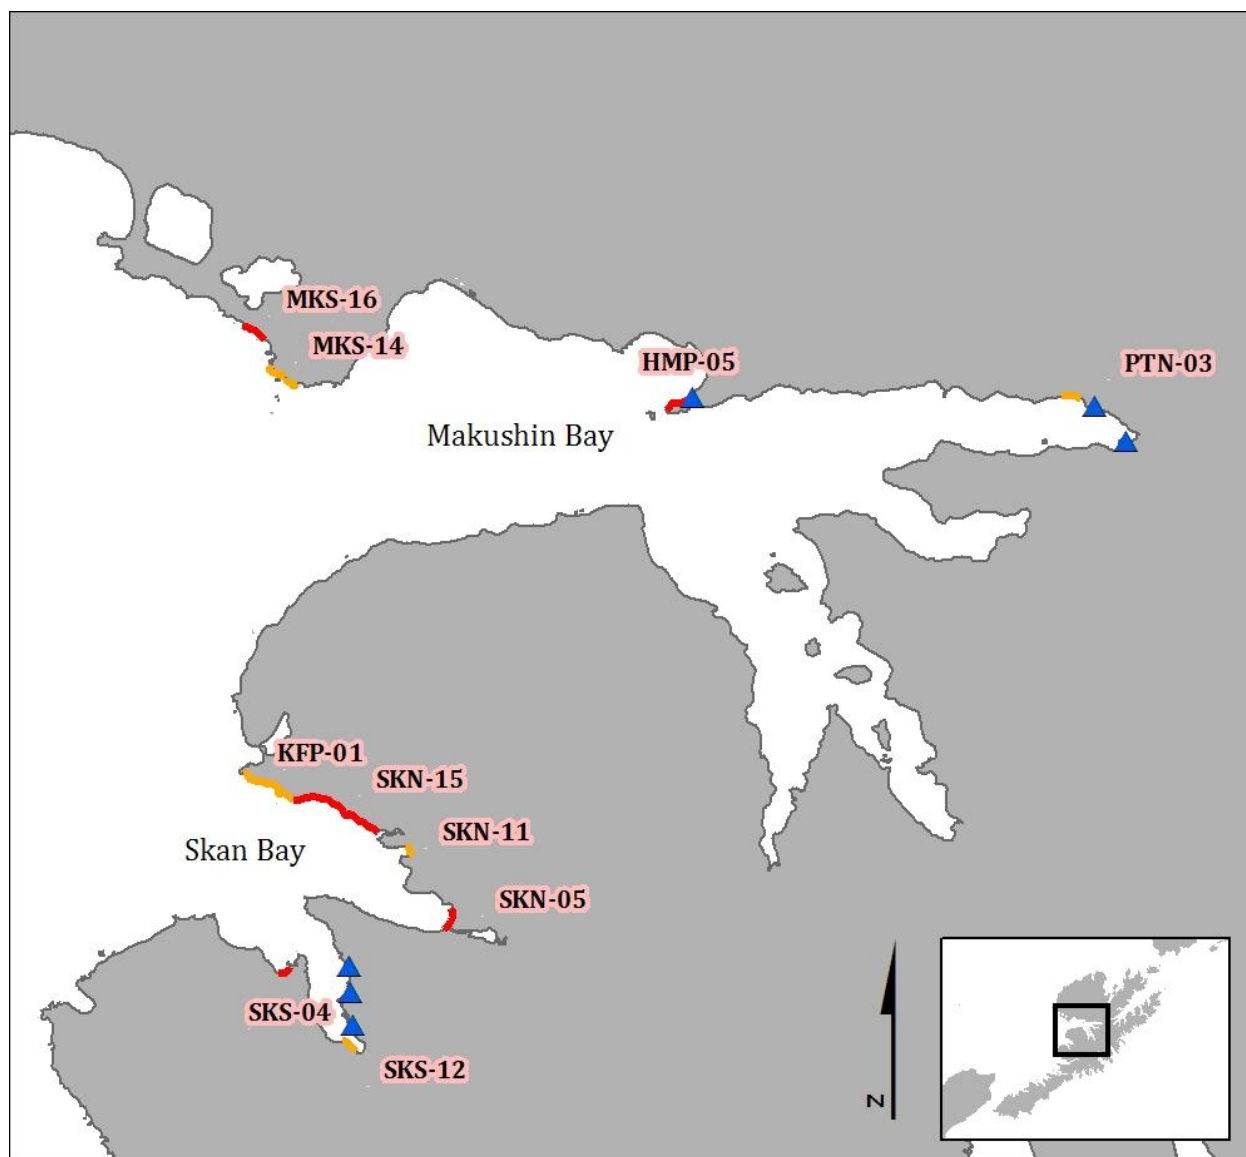 MKS-16
MKS-14
HMP-05
PTN-03
Makushin Bay
KFP-01
SKN-15
SKN-11
Skan Bay
SKN-05
SKS-04
SKS-12
N